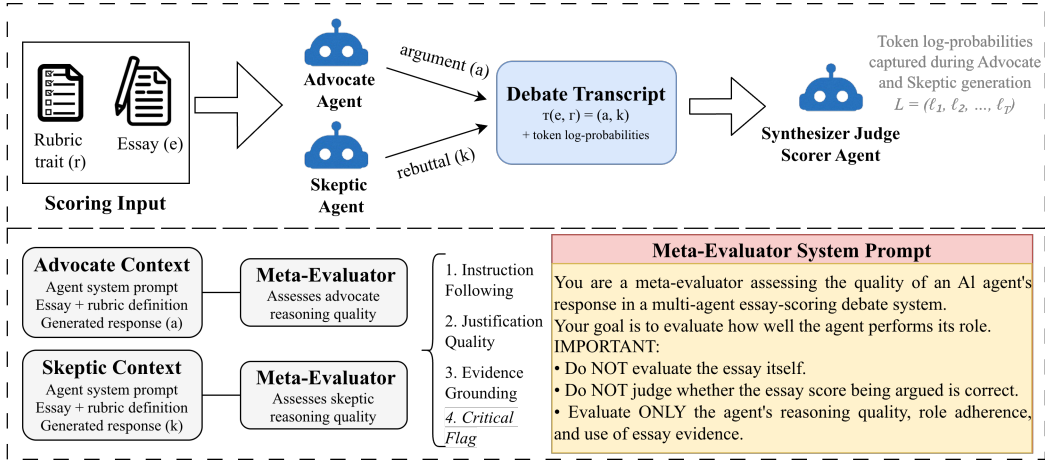 Rubric
trait (r)
Essay (e)
Scoring Input
Advocate
Agent
Skeptic
Agent
argument (a)
rebuttal (k)
Debate Transcript
τ(e, r) = (a, k)
+ token log-probabilities
Synthesizer Judge
Scorer Agent
Token log-probabilities
captured during Advocate
and Skeptic generation
L = (ℓ₁, ℓ₂, ..., ℓ_T)
Advocate Context
Agent system prompt
Essay + rubric definition
Generated response (a)
Meta-Evaluator
Assesses advocate
reasoning quality
Skeptic Context
Agent system prompt
Essay + rubric definition
Generated response (k)
Meta-Evaluator
Assesses skeptic
reasoning quality
1. Instruction
Following
2. Justification
Quality
3. Evidence
Grounding
4. Critical
Flag
Meta-Evaluator System Prompt
You are a meta-evaluator assessing the quality of an AI agent's
response in a multi-agent essay-scoring debate system.
Your goal is to evaluate how well the agent performs its role.
IMPORTANT:
• Do NOT evaluate the essay itself.
• Do NOT judge whether the essay score being argued is correct.
• Evaluate ONLY the agent's reasoning quality, role adherence,
and use of essay evidence.